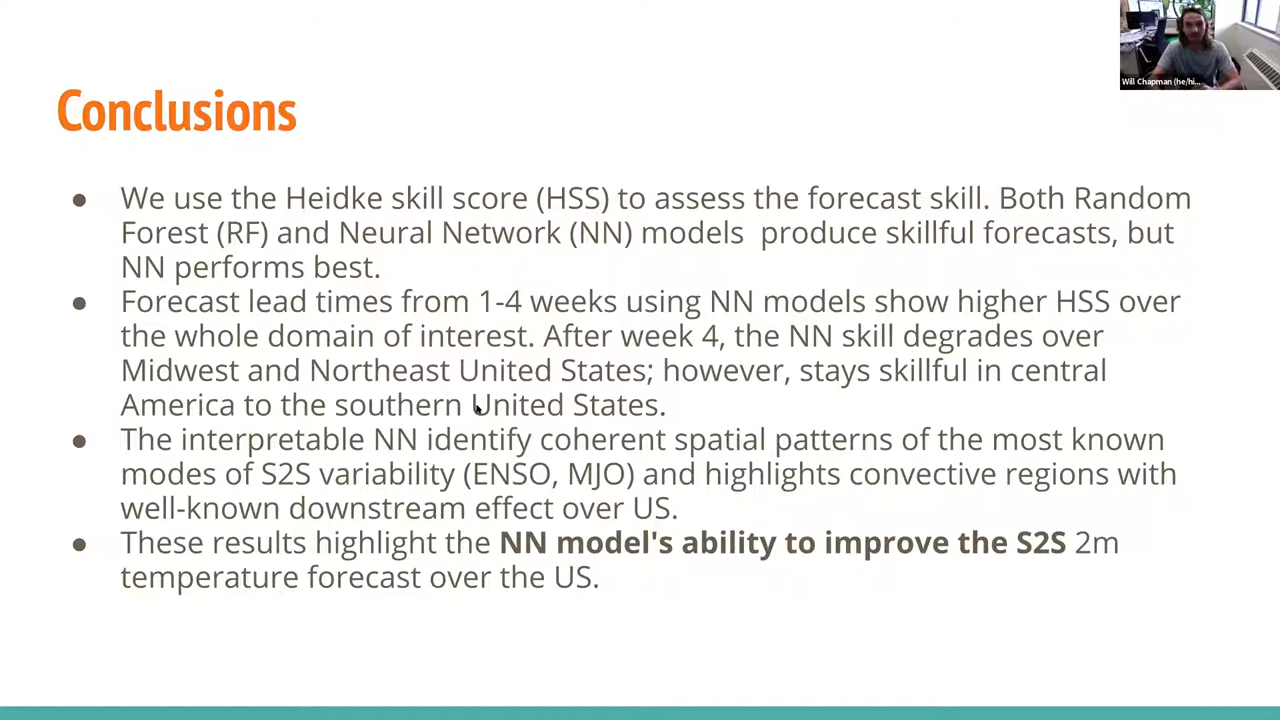 Will Chapman (he/hi...
Conclusions
● We use the Heidke skill score (HSS) to assess the forecast skill. Both Random
Forest (RF) and Neural Network (NN) models  produce skillful forecasts, but
NN performs best.
● Forecast lead times from 1-4 weeks using NN models show higher HSS over
the whole domain of interest. After week 4, the NN skill degrades over
Midwest and Northeast United States; however, stays skillful in central
America to the southern United States.
● The interpretable NN identify coherent spatial patterns of the most known
modes of S2S variability (ENSO, MJO) and highlights convective regions with
well-known downstream effect over US.
● These results highlight the NN model's ability to improve the S2S 2m
temperature forecast over the US.